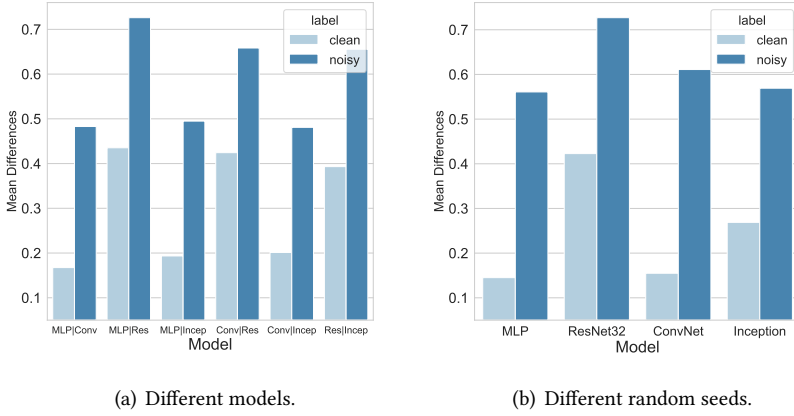 label
clean
noisy
Mean Differences
0.7
0.6
0.5
0.4
0.3
0.2
0.1
MLP|Conv MLP|Res MLP|Incep Conv|Res Conv|Incep Res|Incep
Model
(a) Different models.
label
clean
noisy
Mean Differences
0.7
0.6
0.5
0.4
0.3
0.2
0.1
MLP ResNet32 ConvNet Inception
Model
(b) Different random seeds.